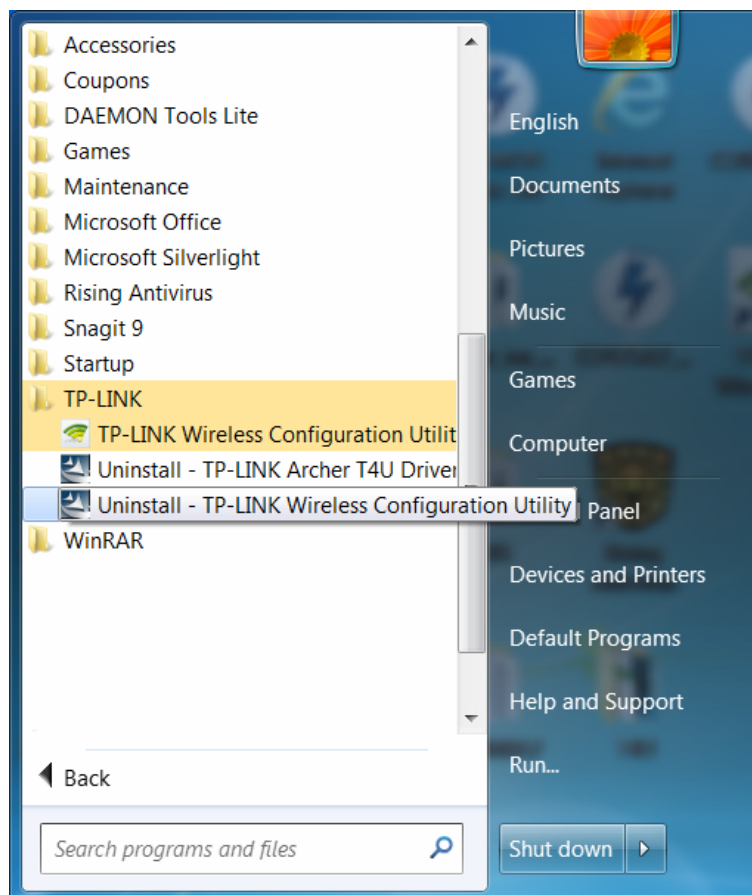 Accessories
Coupons
DAEMON Tools Lite
Games
Maintenance
Microsoft Office
Microsoft Silverlight
Rising Antivirus
Snagit 9
Startup
TP-LINK
TP-LINK Wireless Configuration Utilit
Uninstall - TP-LINK Archer T4U Driver
Uninstall - TP-LINK Wireless Configuration Utility
WinRAR
Back
Search programs and files
English
Documents
Pictures
Music
Games
Computer
Panel
Devices and Printers
Default Programs
Help and Support
Run...
Shut down